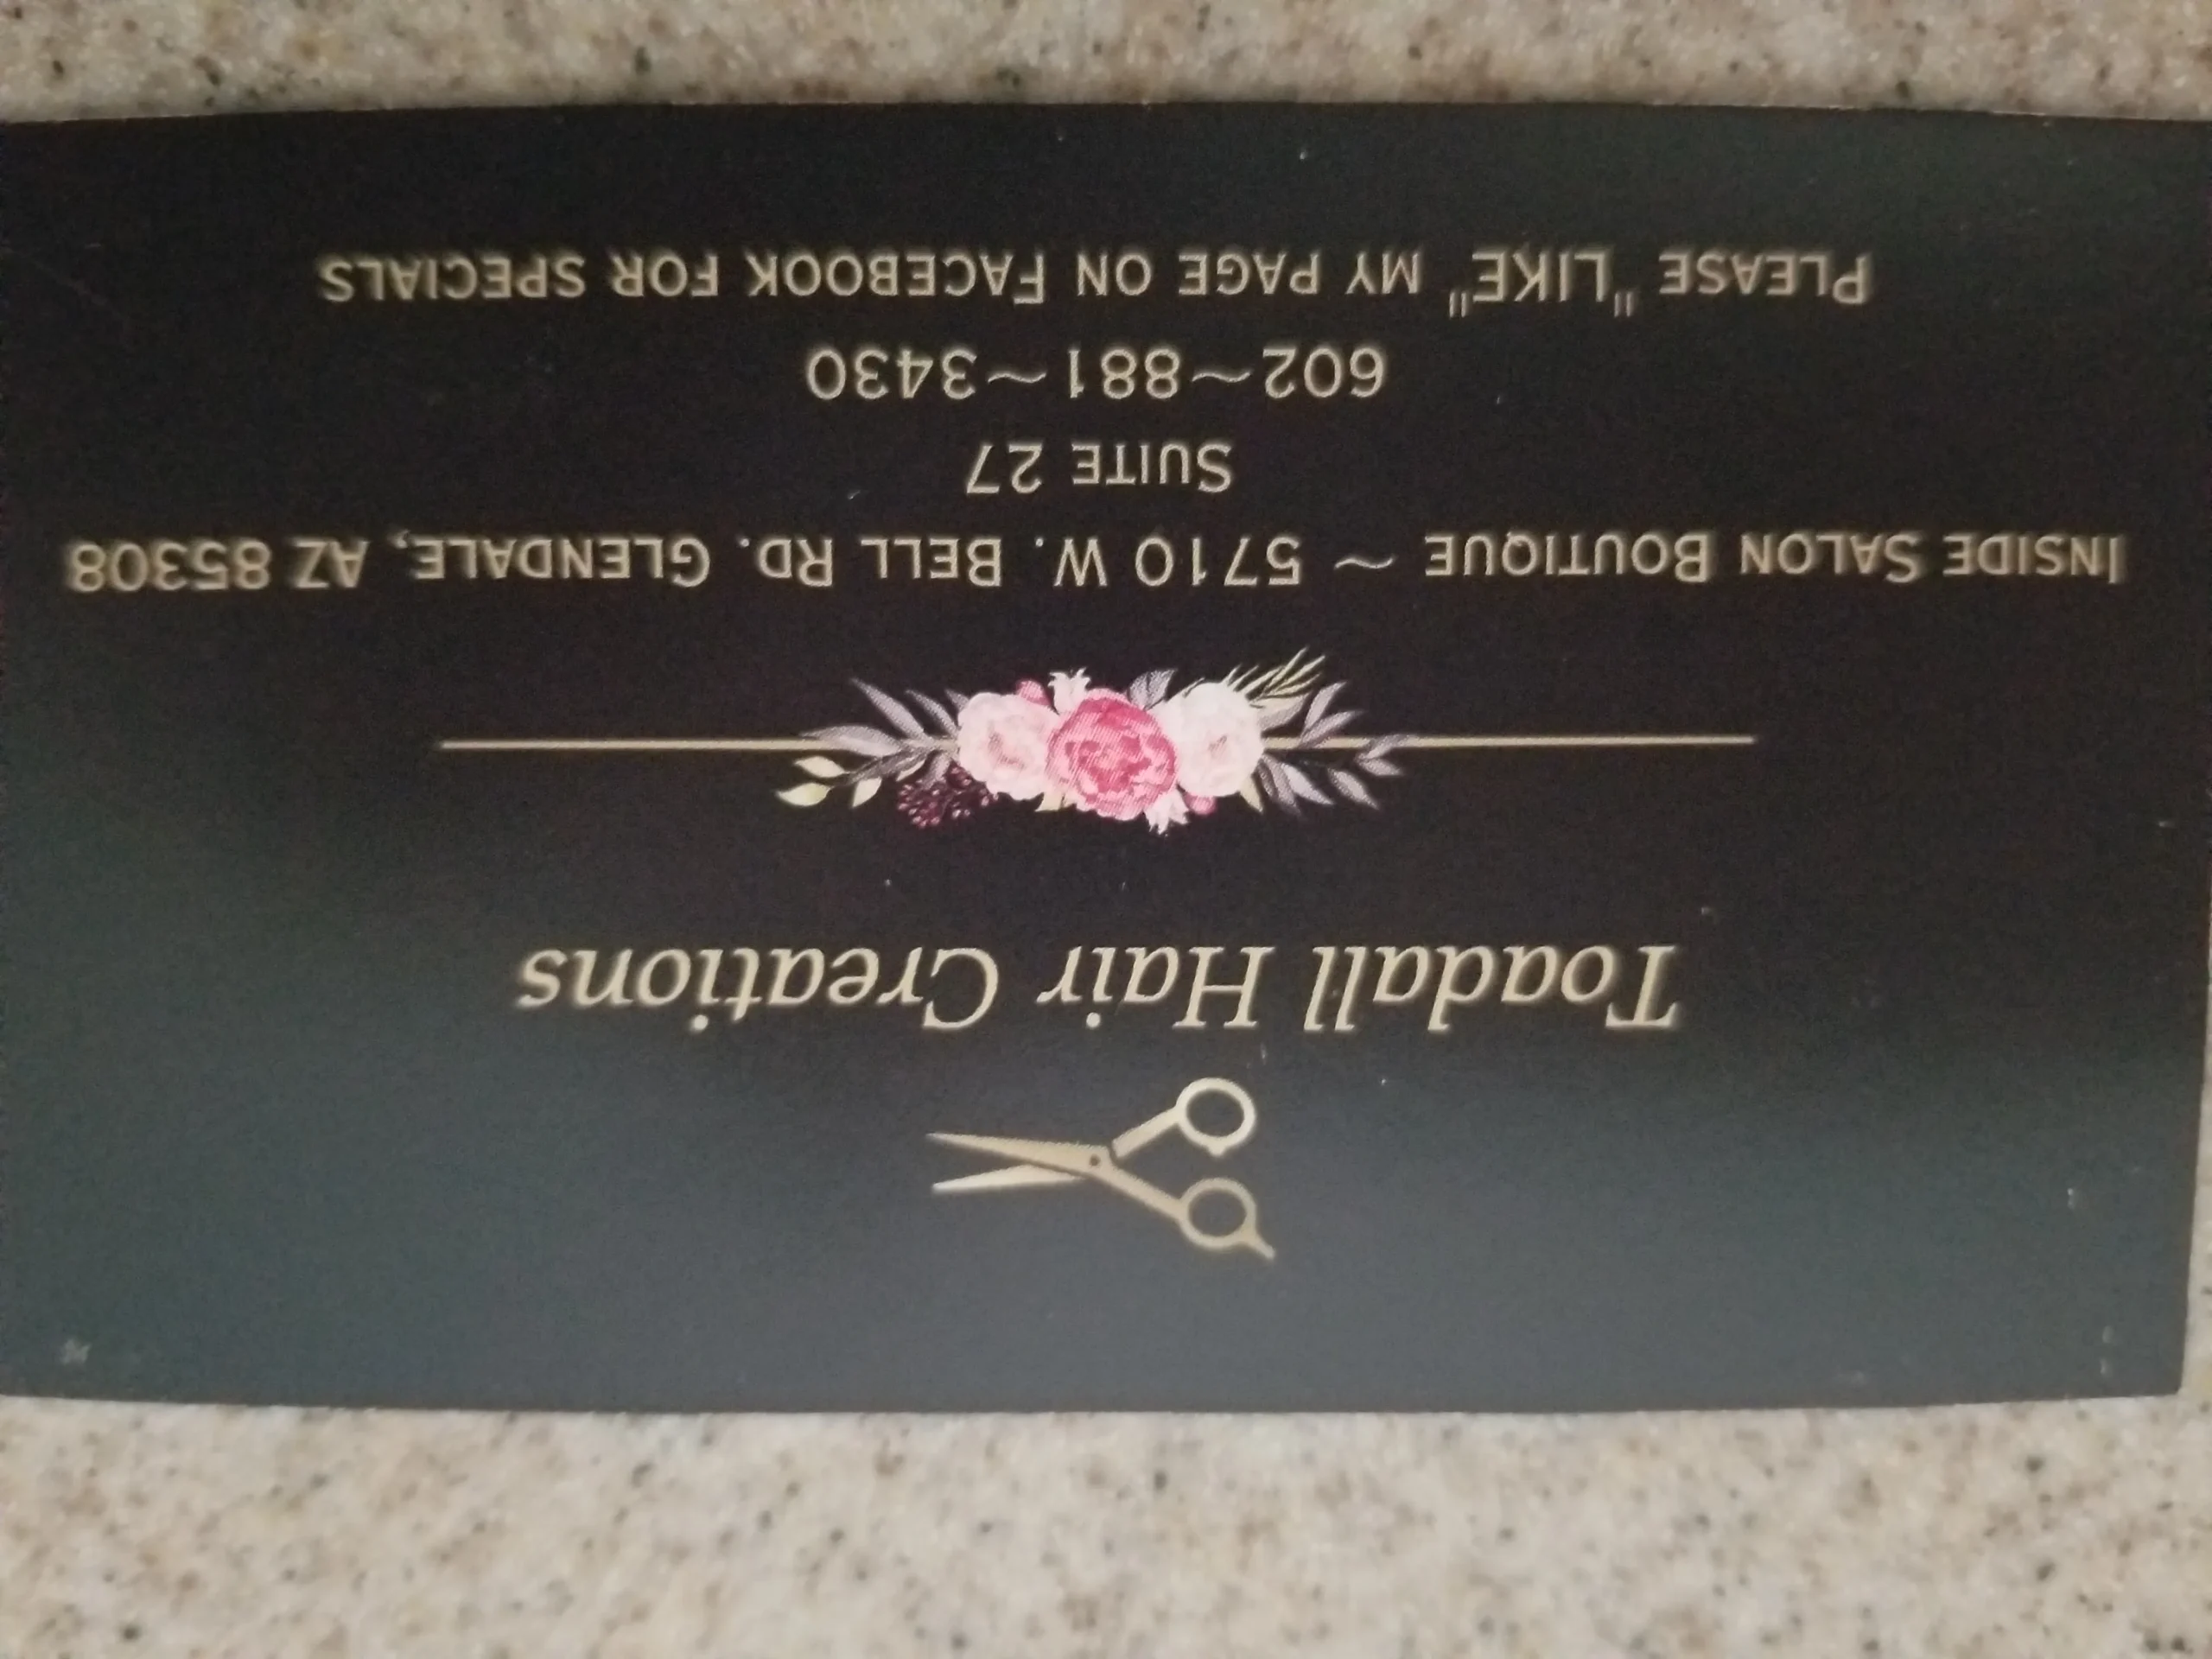 Toadall Hair Creations
INSIDE SALON BOUTIQUE ~ 5710 W. BELL RD. GLENDALE, AZ 85308
SUITE 27
602~881~3430
PLEASE "LIKE" MY PAGE ON FACEBOOK FOR SPECIALS